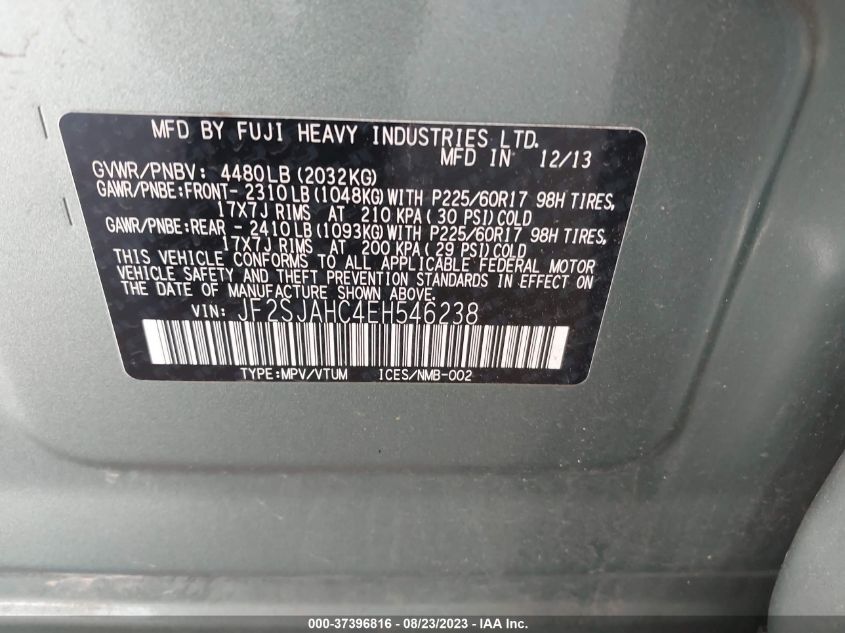 MFD BY FUJI HEAVY INDUSTRIES LTD.
MFD IN 12/13
GVWR/PNBV: 4480LB (2032KG)
GAWR/PNBE:FRONT- 2310LB(1048KG)WITH P225/60R17 98H TIRES,
17X7J RIMS AT 210 KPA( 30 PSI)COLD
GAWR/PNBE:REAR - 2410LB(1093KG)WITH P225/60R17 98H TIRES,
17X7J RIMS AT 200 KPA( 29 PSI)COLD
THIS VEHICLE CONFORMS TO ALL APPLICABLE FEDERAL MOTOR
VEHICLE SAFETY AND THEFT PREVENTION STANDARDS IN EFFECT ON
THE DATE OF MANUFACTURE SHOWN ABOVE.
VIN: JF2SJAHC4EH546238
TYPE:MPV/VTUM ICES/NMB-002
000-37396816 - 08/23/2023 - IAA Inc.